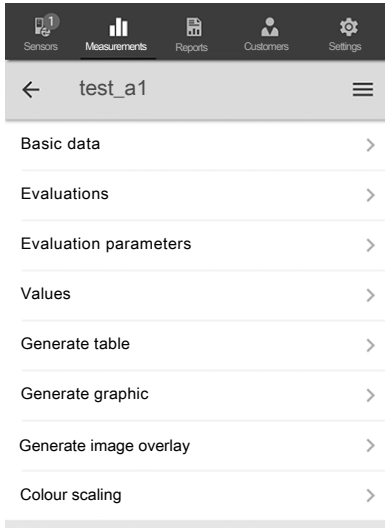 1
Sensors Measurements Reports Customers Settings
test_a1
Basic data
Evaluations
Evaluation parameters
Values
Generate table
Generate graphic
Generate image overlay
Colour scaling